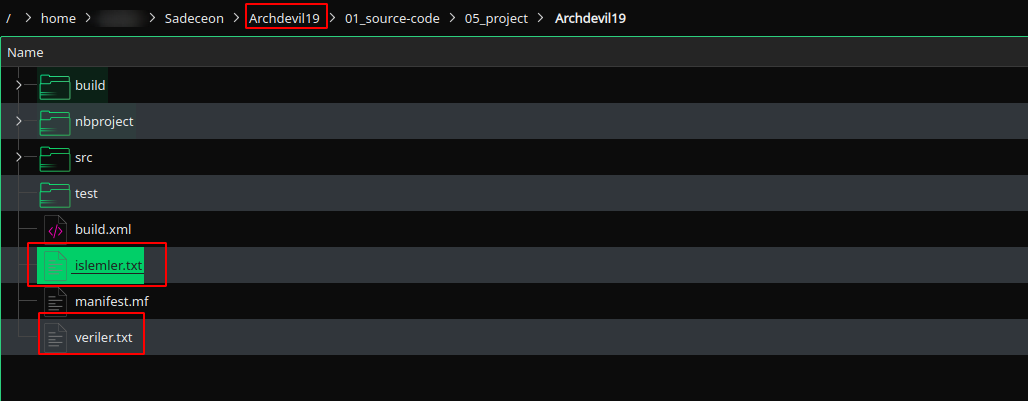 / > home > > Sadeceon > Archdevil19 > 01_source-code > 05_project > Archdevil19
Name
build
nbproject
src
test
build.xml
islemler.txt
manifest.mf
veriler.txt